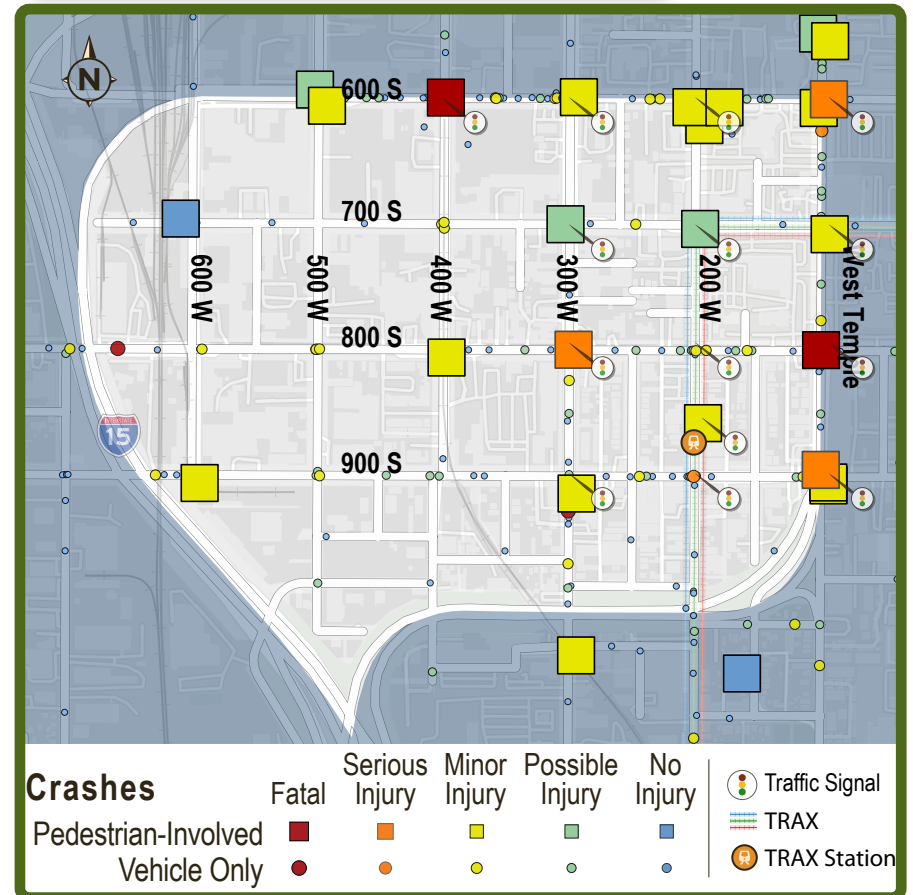 N
600 S
700 S
600 W
500 W
400 W
300 W
200 W
West Temple
800 S
INTERSTATE
15
900 S
Crashes
Fatal
Serious Injury
Minor Injury
Possible Injury
No Injury
Pedestrian-Involved
Vehicle Only
Traffic Signal
TRAX
TRAX Station